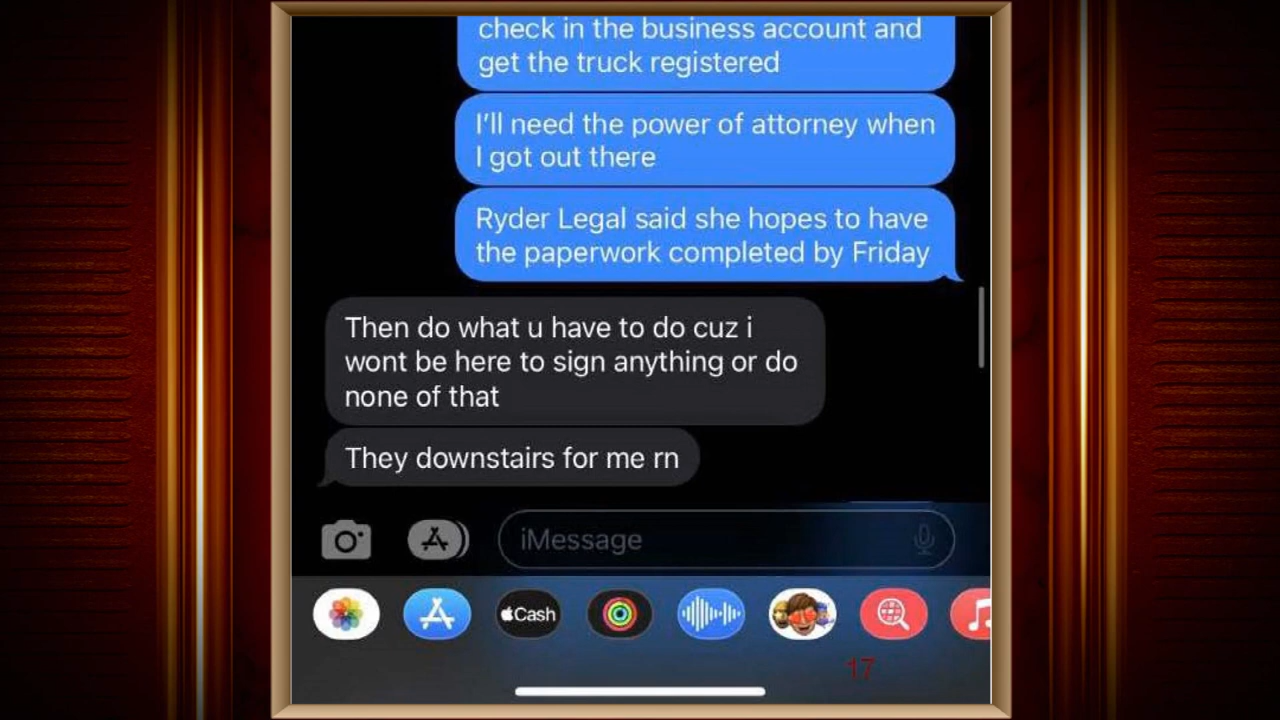 check in the business account and
get the truck registered
I'll need the power of attorney when
I got out there
Ryder Legal said she hopes to have
the paperwork completed by Friday
Then do what u have to do cuz i
wont be here to sign anything or do
none of that
They downstairs for me rn
iMessage
Cash
17